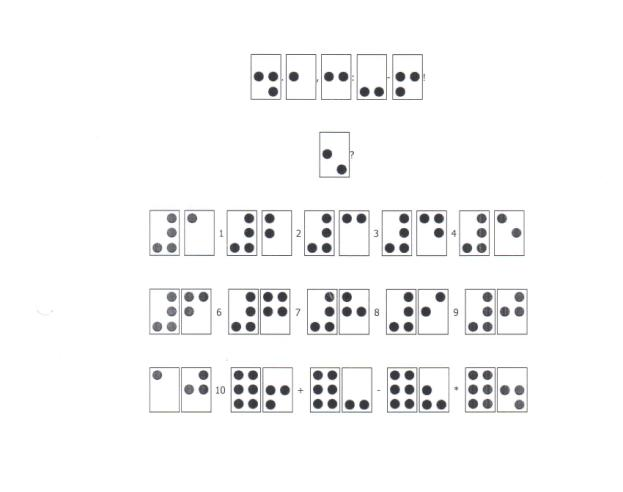 ⠲.⠂,⠒:⠤-⠖!
⠢?
⠼⠁ 1 ⠼⠃ 2 ⠼⠉ 3 ⠼⠙ 4 ⠼⠑
⠼⠋ 6 ⠼⠛ 7 ⠼⠓ 8 ⠼⠊ 9 ⠼⠚
⠁⠚ 10 ⠿⠖ + ⠿⠤ - ⠿⠦ * ⠿⠲